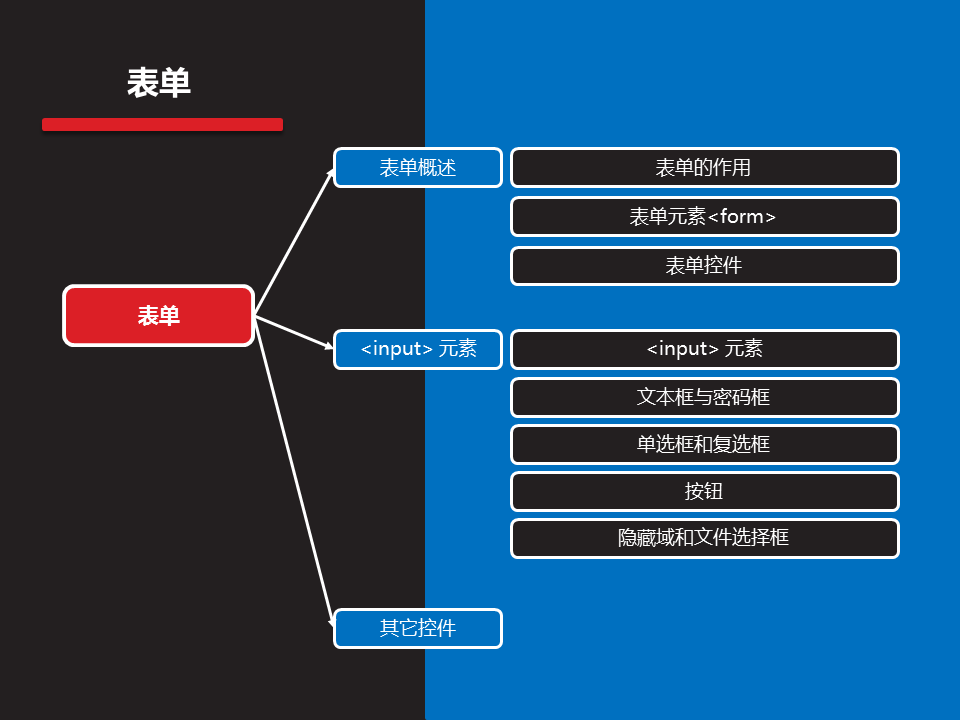 表单
表单
表单概述
表单的作用
表单元素<form>
表单控件
<input> 元素
<input> 元素
文本框与密码框
单选框和复选框
按钮
隐藏域和文件选择框
其它控件